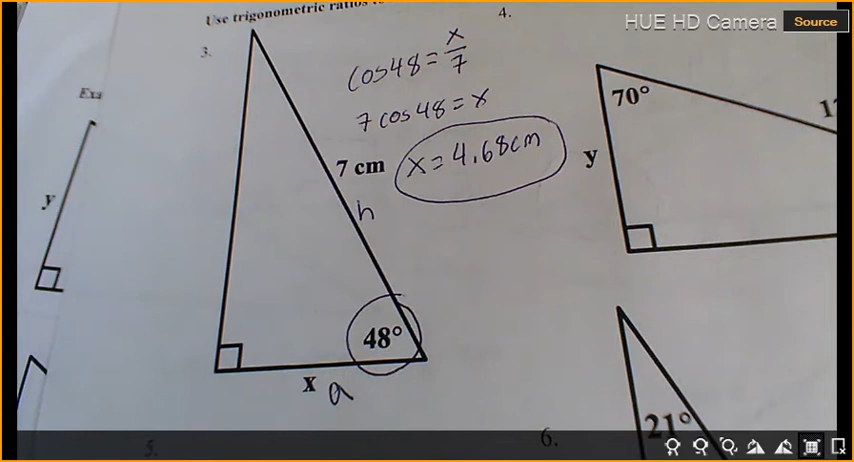 HUE HD Camera
Source
Use trigonometric ratios
4.
3.
cos48 = x/7
7cos48 = x
x = 4.68cm
7 cm
h
48°
x
a
Exa
y
70°
y
21°
5.
6.